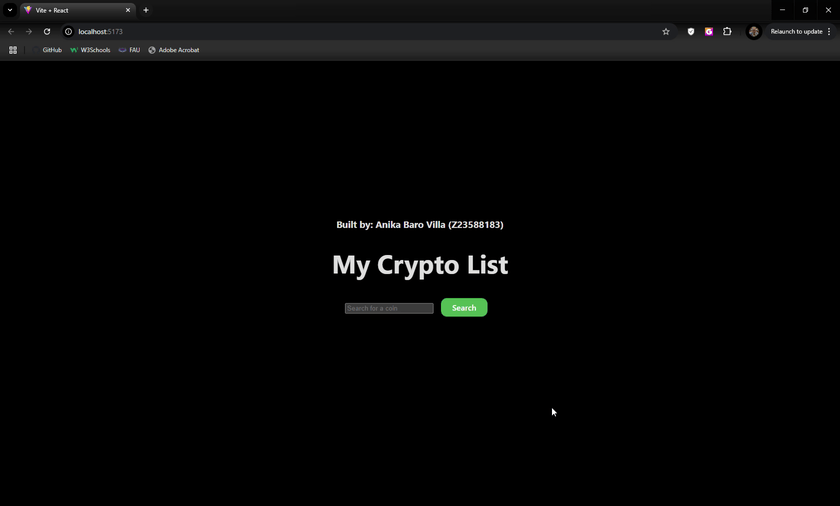 Vite + React
localhost:5173
Relaunch to update
GitHub
W3Schools
FAU
Adobe Acrobat
Built by: Anika Baro Villa (Z23588183)
My Crypto List
Search for a coin
Search